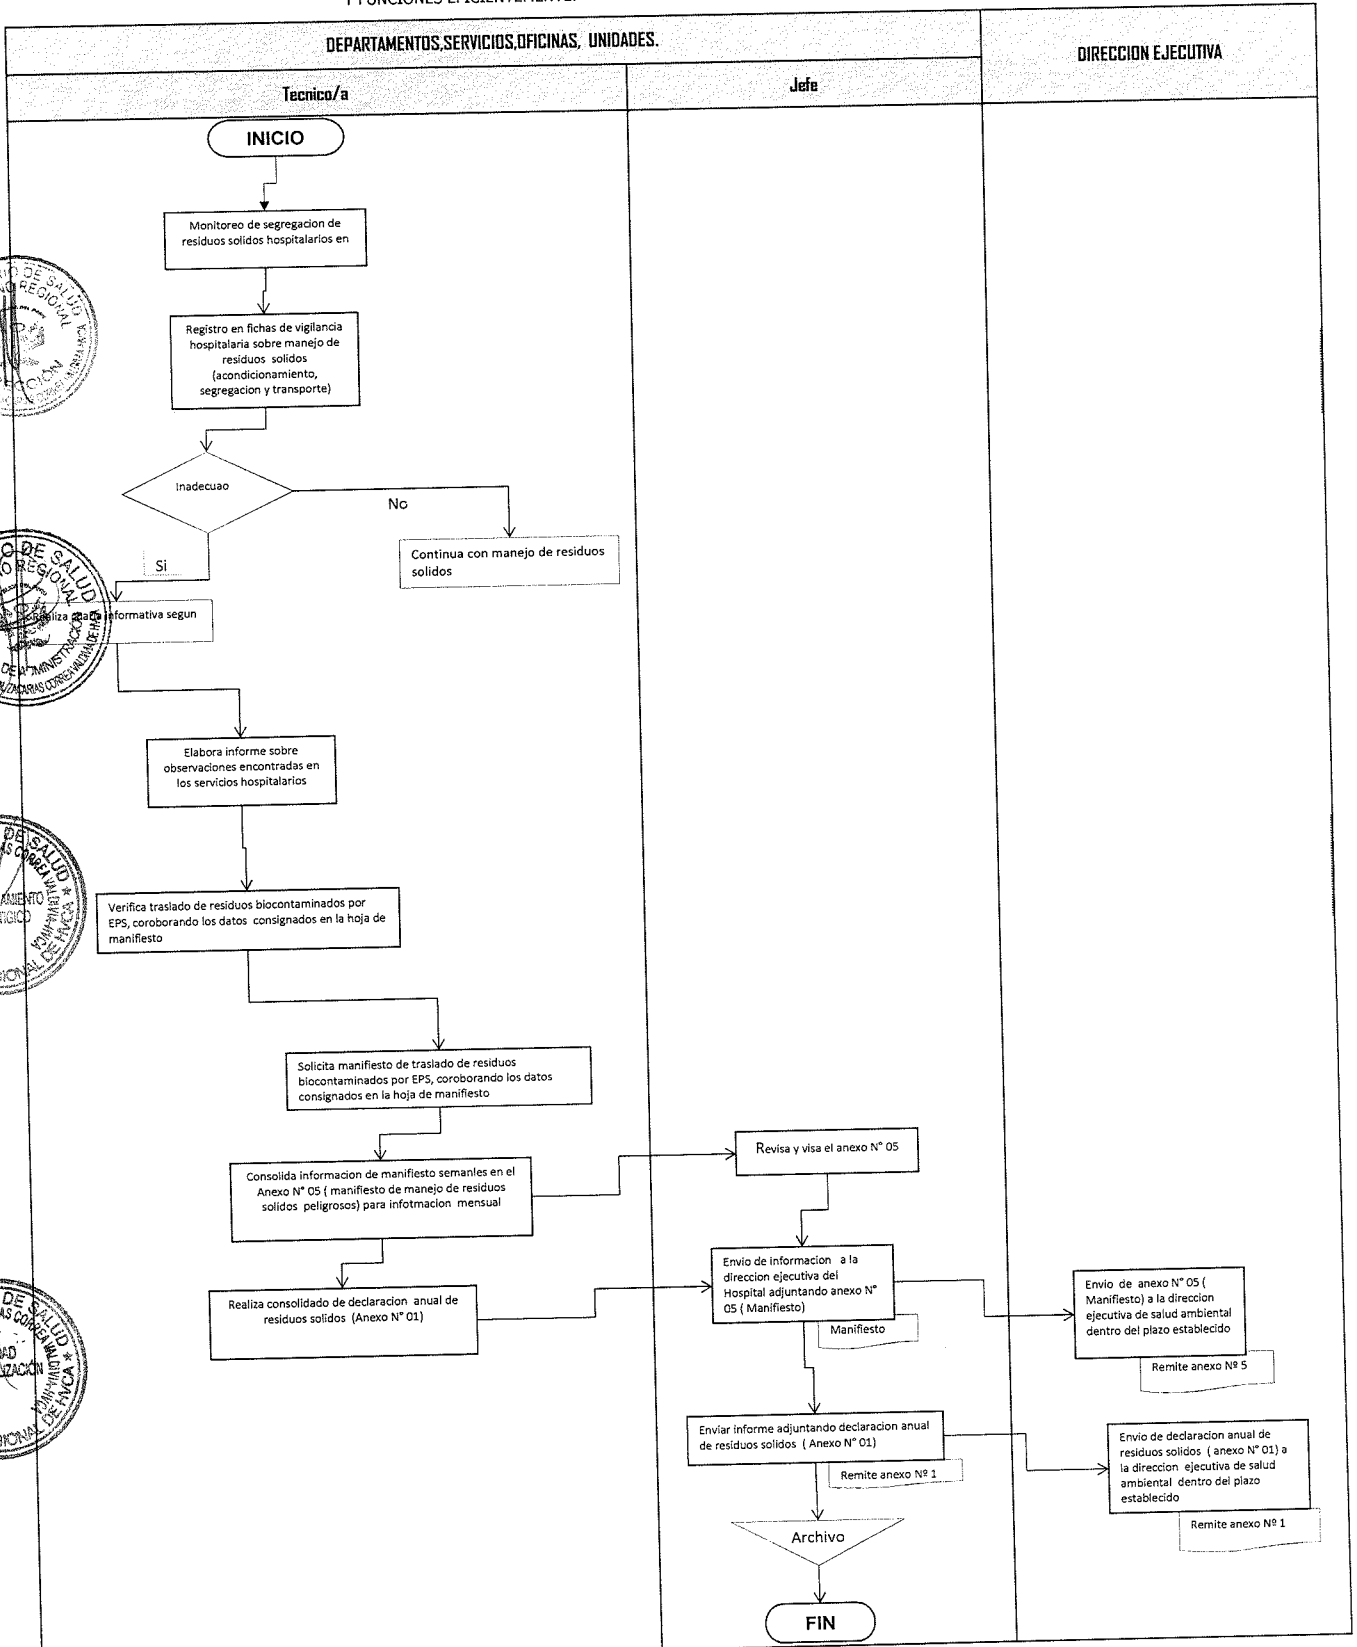 Y FUNCIONES EFICIENTEMENTE.
DEPARTAMENTOS,SERVICIOS,OFICINAS, UNIDADES.
DIRECCION EJECUTIVA
Tecnico/a
Jefe
INICIO
Monitoreo de segregacion de
residuos solidos hospitalarios en
Registro en fichas de vigilancia
hospitalaria sobre manejo de
residuos solidos
(acondicionamiento,
segregacion y transporte)
Inadecuao
No
Si
Continua con manejo de residuos
solidos
Realiza charla informativa segun
Elabora informe sobre
observaciones encontradas en
los servicios hospitalarios
Verifica traslado de residuos biocontaminados por
EPS, coroborando los datos consignados en la hoja de
manifiesto
Solicita manifiesto de traslado de residuos
biocontaminados por EPS, coroborando los datos
consignados en la hoja de manifiesto
Consolida informacion de manifiesto semanles en el
Anexo N° 05 ( manifiesto de manejo de residuos
solidos peligrosos) para infotmacion mensual
Revisa y visa el anexo N° 05
Realiza consolidado de declaracion anual de
residuos solidos (Anexo N° 01)
Envio de informacion a la
direccion ejecutiva del
Hospital adjuntando anexo N°
05 ( Manifiesto)
Manifiesto
Envio de anexo N° 05 (
Manifiesto) a la direccion
ejecutiva de salud ambiental
dentro del plazo establecido
Remite anexo Nº 5
Enviar informe adjuntando declaracion anual
de residuos solidos ( Anexo N° 01)
Remite anexo Nº 1
Envio de declaracion anual de
residuos solidos ( anexo N° 01) a
la direccion ejecutiva de salud
ambiental dentro del plazo
establecido
Remite anexo Nº 1
Archivo
FIN